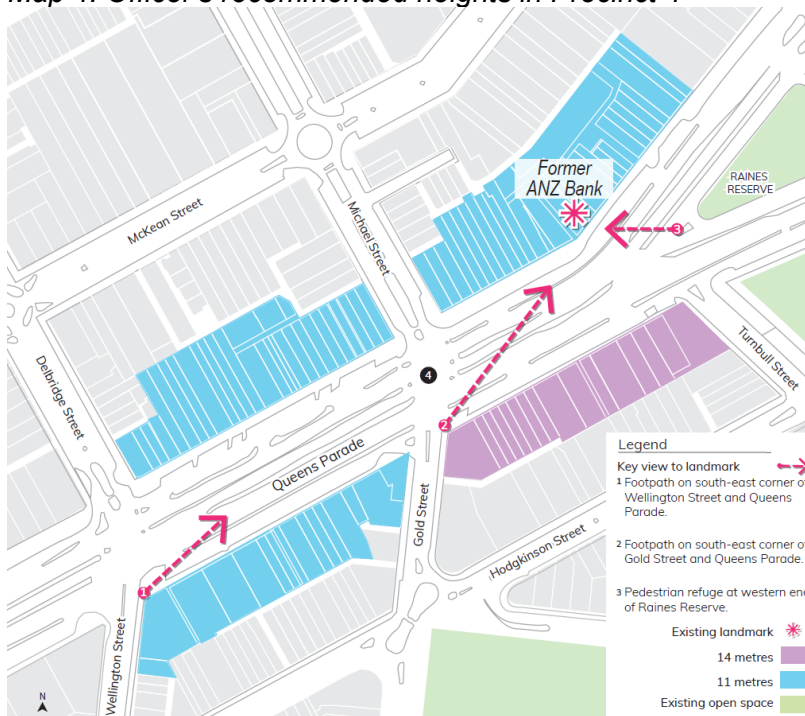 Map 4: Officer's recommended heights in Precinct 4
Former
ANZ Bank
RAINES
RESERVE
3
McKean Street
Michael Street
Delbridge Street
Turnbull Street
4
2
Queens Parade
Gold Street
Hodgkinson Street
1
Wellington Street
N
Legend
Key view to landmark
1 Footpath on south-east corner of
Wellington Street and Queens
Parade.
2 Footpath on south-east corner of
Gold Street and Queens Parade.
3 Pedestrian refuge at western end
of Raines Reserve.
Existing landmark
14 metres
11 metres
Existing open space